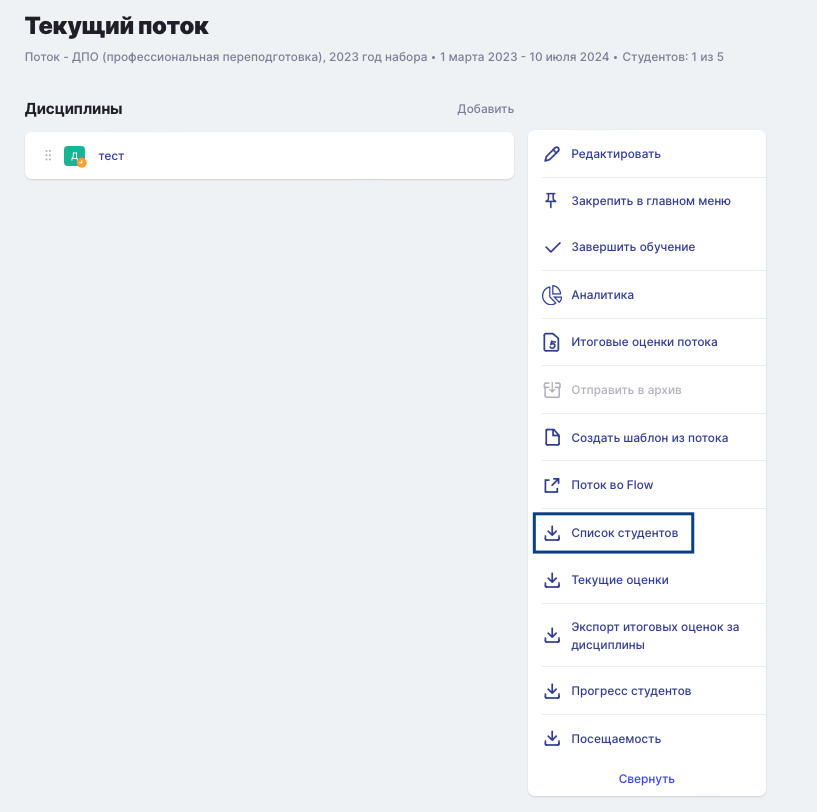 Текущий поток
Поток - ДПО (профессиональная переподготовка), 2023 год набора • 1 марта 2023 - 10 июля 2024 • Студентов: 1 из 5
Дисциплины
Добавить
Д
тест
Редактировать
Закрепить в главном меню
Завершить обучение
Аналитика
5
Итоговые оценки потока
Отправить в архив
Создать шаблон из потока
Поток во Flow
Список студентов
Текущие оценки
Экспорт итоговых оценок за
дисциплины
Прогресс студентов
Посещаемость
Свернуть